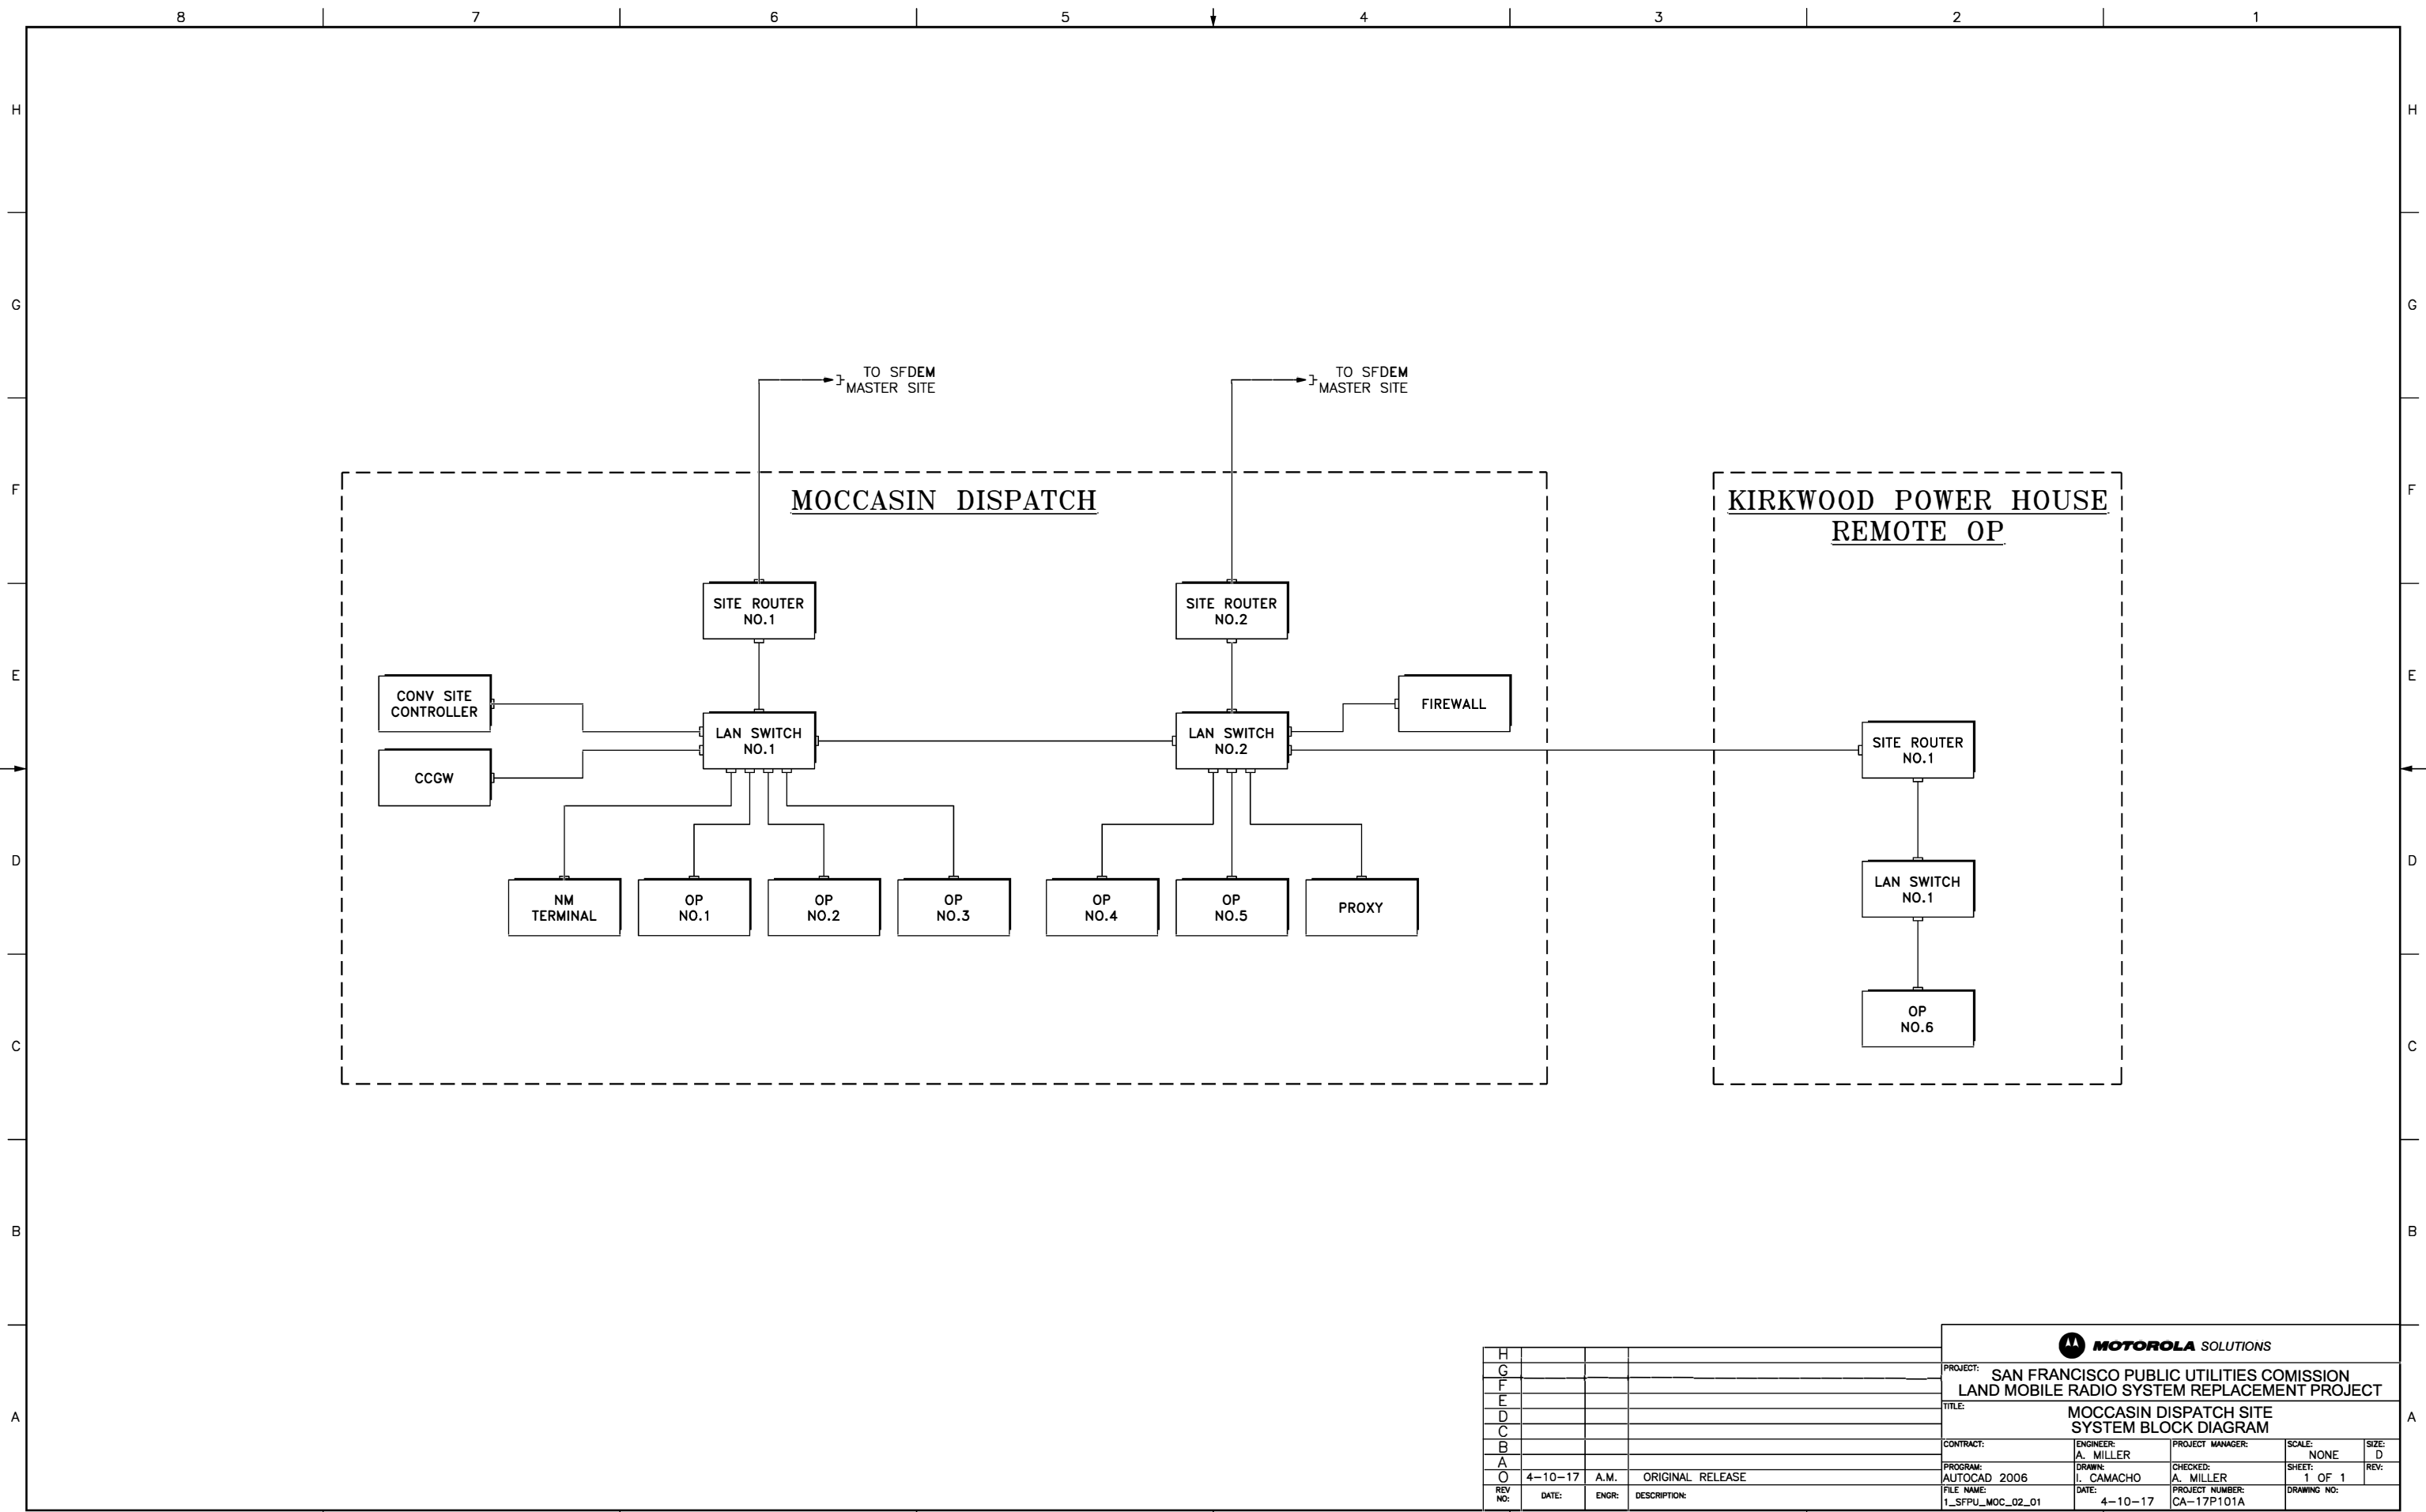 8 7 6 5 4 3 2 1
H H
G G
TO SFDEM
MASTER SITE
TO SFDEM
MASTER SITE
F F
MOCCASIN DISPATCH
KIRKWOOD POWER HOUSE
REMOTE OP
SITE ROUTER
NO.1
SITE ROUTER
NO.2
E E
CONV SITE
CONTROLLER
FIREWALL
LAN SWITCH
NO.1
LAN SWITCH
NO.2
SITE ROUTER
NO.1
CCGW
D D
NM
TERMINAL
OP
NO.1
OP
NO.2
OP
NO.3
OP
NO.4
OP
NO.5
PROXY
LAN SWITCH
NO.1
OP
NO.6
C C
B B
A A
H
G
F
E
D
C
B
A
O 4-10-17 A.M. ORIGINAL RELEASE
REV
NO: DATE: ENGR: DESCRIPTION:
MOTOROLA SOLUTIONS
PROJECT:
SAN FRANCISCO PUBLIC UTILITIES COMISSION
LAND MOBILE RADIO SYSTEM REPLACEMENT PROJECT
TITLE:
MOCCASIN DISPATCH SITE
SYSTEM BLOCK DIAGRAM
CONTRACT: ENGINEER: PROJECT MANAGER: SCALE: SIZE:
A. MILLER NONE D
PROGRAM: DRAWN: CHECKED: SHEET: REV:
AUTOCAD 2006 I. CAMACHO A. MILLER 1 OF 1
FILE NAME: DATE: PROJECT NUMBER: DRAWING NO:
1_SFPU_MOC_02_01 4-10-17 CA-17P101A